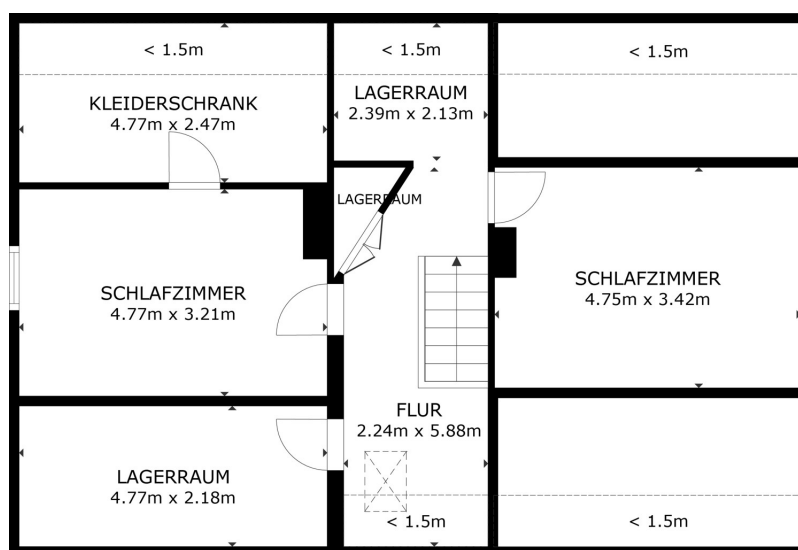 < 1.5m
< 1.5m
< 1.5m
KLEIDERSCHRANK
4.77m x 2.47m
LAGERRAUM
2.39m x 2.13m
LAGERRAUM
SCHLAFZIMMER
4.77m x 3.21m
SCHLAFZIMMER
4.75m x 3.42m
FLUR
2.24m x 5.88m
LAGERRAUM
4.77m x 2.18m
< 1.5m
< 1.5m